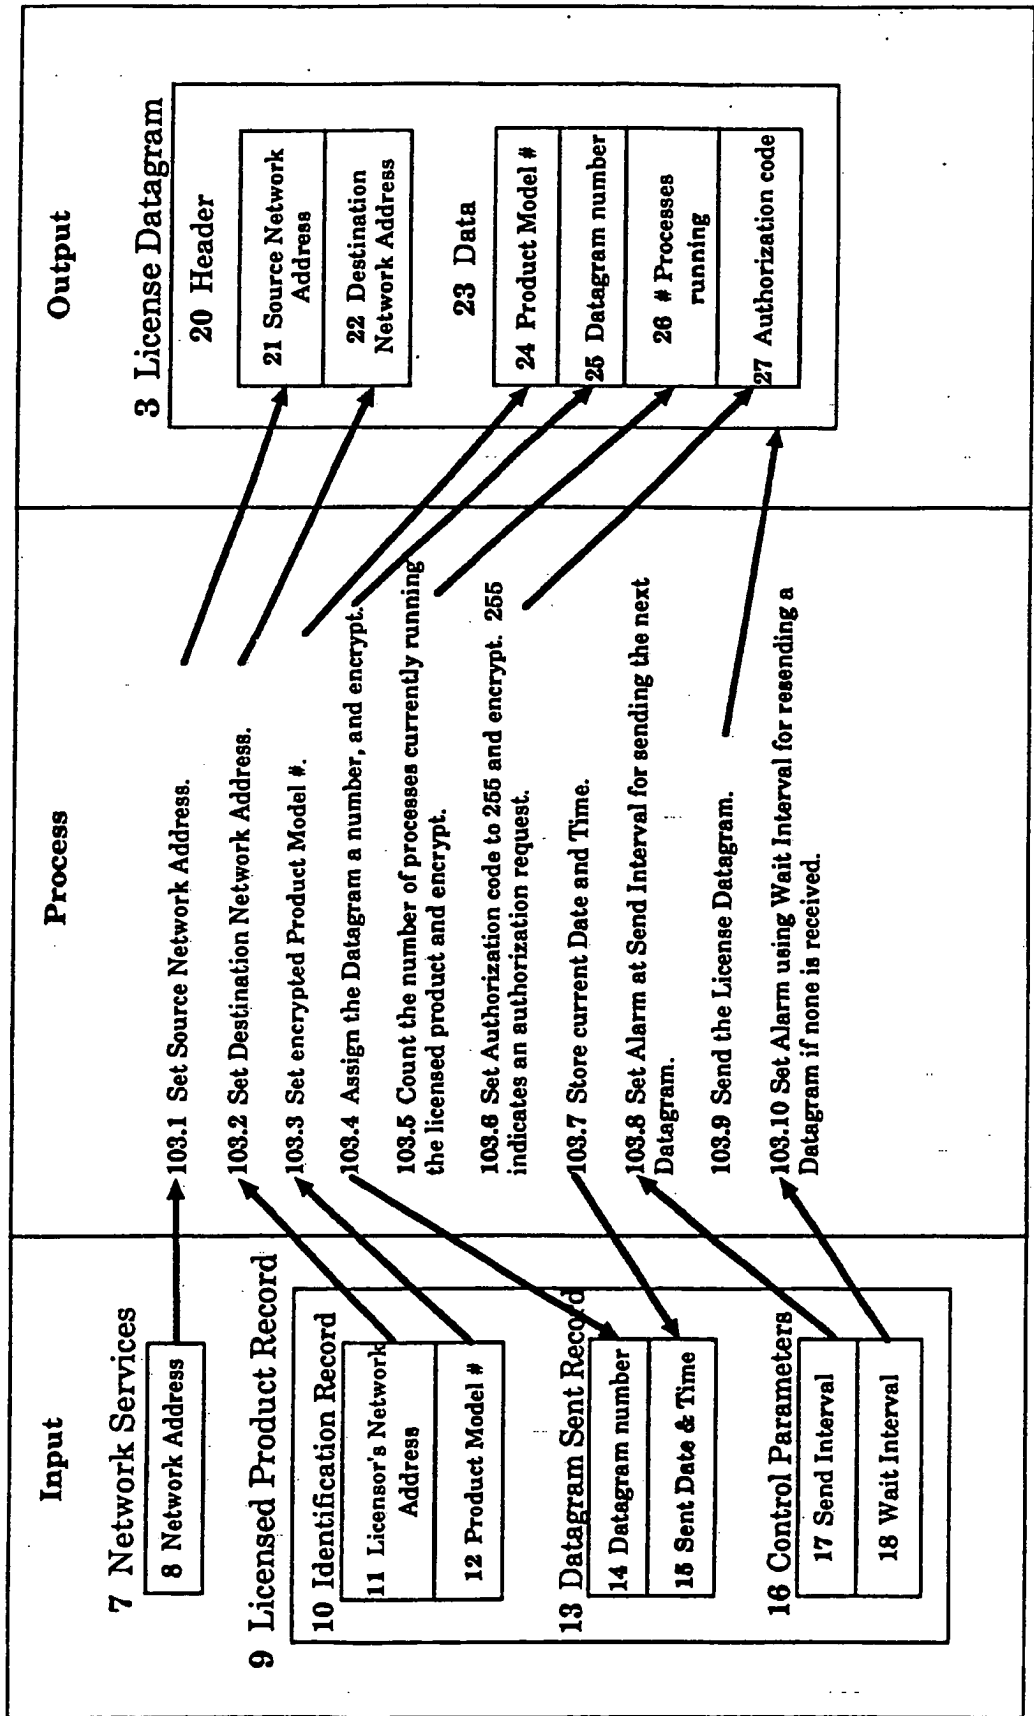 Input
7 Network Services
8 Network Address
9 Licensed Product Record
10 Identification Record
11 Licensor's Network
Address
12 Product Model #
13 Datagram Sent Record
14 Datagram number
15 Sent Date & Time
16 Control Parameters
17 Send Interval
18 Wait Interval
Process
103.1 Set Source Network Address.
103.2 Set Destination Network Address.
103.3 Set encrypted Product Model #.
103.4 Assign the Datagram a number, and encrypt.
103.5 Count the number of processes currently running
the licensed product and encrypt.
103.6 Set Authorization code to 255 and encrypt. 255
indicates an authorization request.
103.7 Store current Date and Time.
103.8 Set Alarm at Send Interval for sending the next
Datagram.
103.9 Send the License Datagram.
103.10 Set Alarm using Wait Interval for resending a
Datagram if none is received.
Output
3 License Datagram
20 Header
21 Source Network
Address
22 Destination
Network Address
23 Data
24 Product Model #
25 Datagram number
26 # Processes
running
27 Authorization code